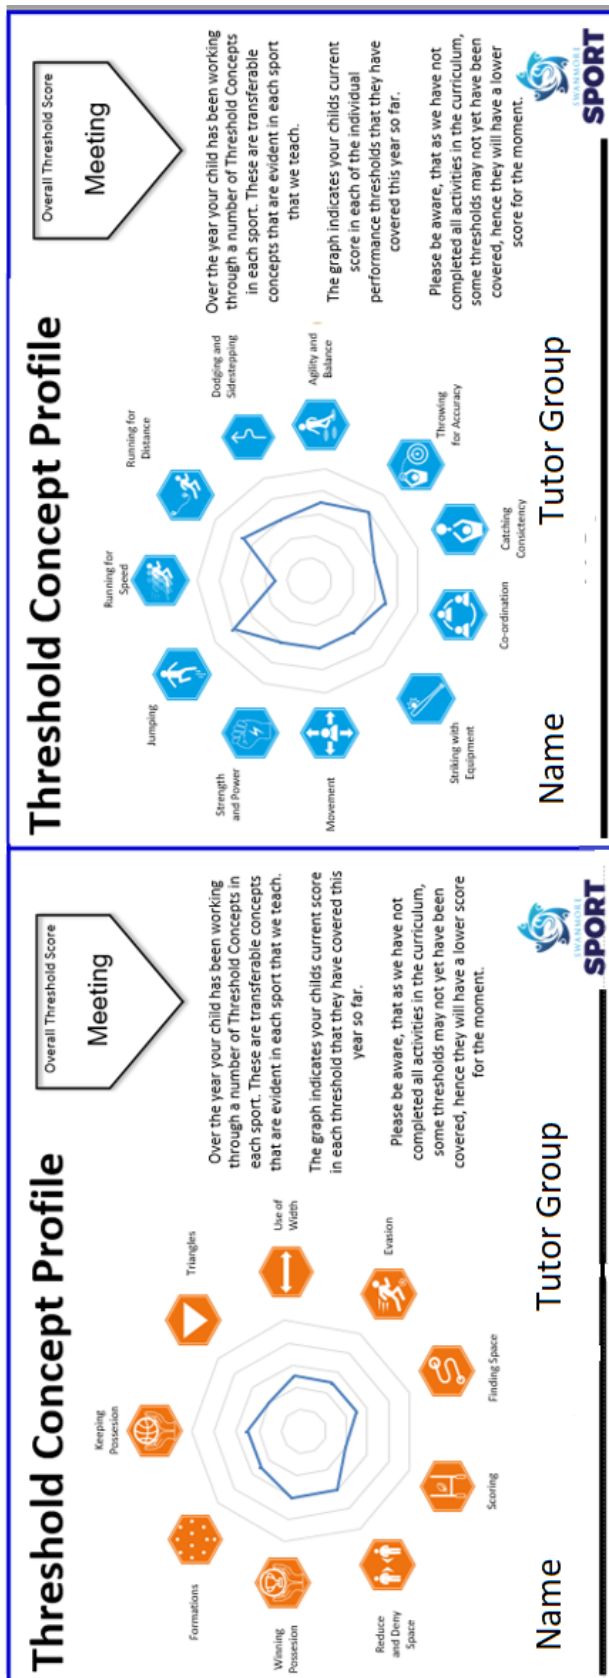 Threshold Concept Profile
Overall Threshold Score
Meeting
Keeping
Possesion
Triangles
Use of
Width
Evasion
Finding Space
Scoring
Reduce
and Deny
Space
Winning
Possesion
Formations
Over the year your child has been working
through a number of Threshold Concepts in
each sport. These are transferable concepts
that are evident in each sport that we teach.
The graph indicates your childs current score
in each threshold that they have covered this
year so far.
Please be aware, that as we have not
completed all activities in the curriculum,
some thresholds may not yet have been
covered, hence they will have a lower score
for the moment.
Name
Tutor Group
SWANMORE
SPORT
Threshold Concept Profile
Overall Threshold Score
Meeting
Running for
Speed
Running for
Distance
Dodging and
Sidestepping
Agility and
Balance
Throwing
for Accuracy
Catching
Consictency
Co-ordination
Striking with
Equipment
Movement
Strength
and Power
Jumping
Over the year your child has been working
through a number of Threshold Concepts
in each sport. These are transferable
concepts that are evident in each sport
that we teach.
The graph indicates your childs current
score in each of the individual
performance thresholds that they have
covered this year so far.
Please be aware, that as we have not
completed all activities in the curriculum,
some thresholds may not yet have been
covered, hence they will have a lower
score for the moment.
Name
Tutor Group
SWANMORE
SPORT